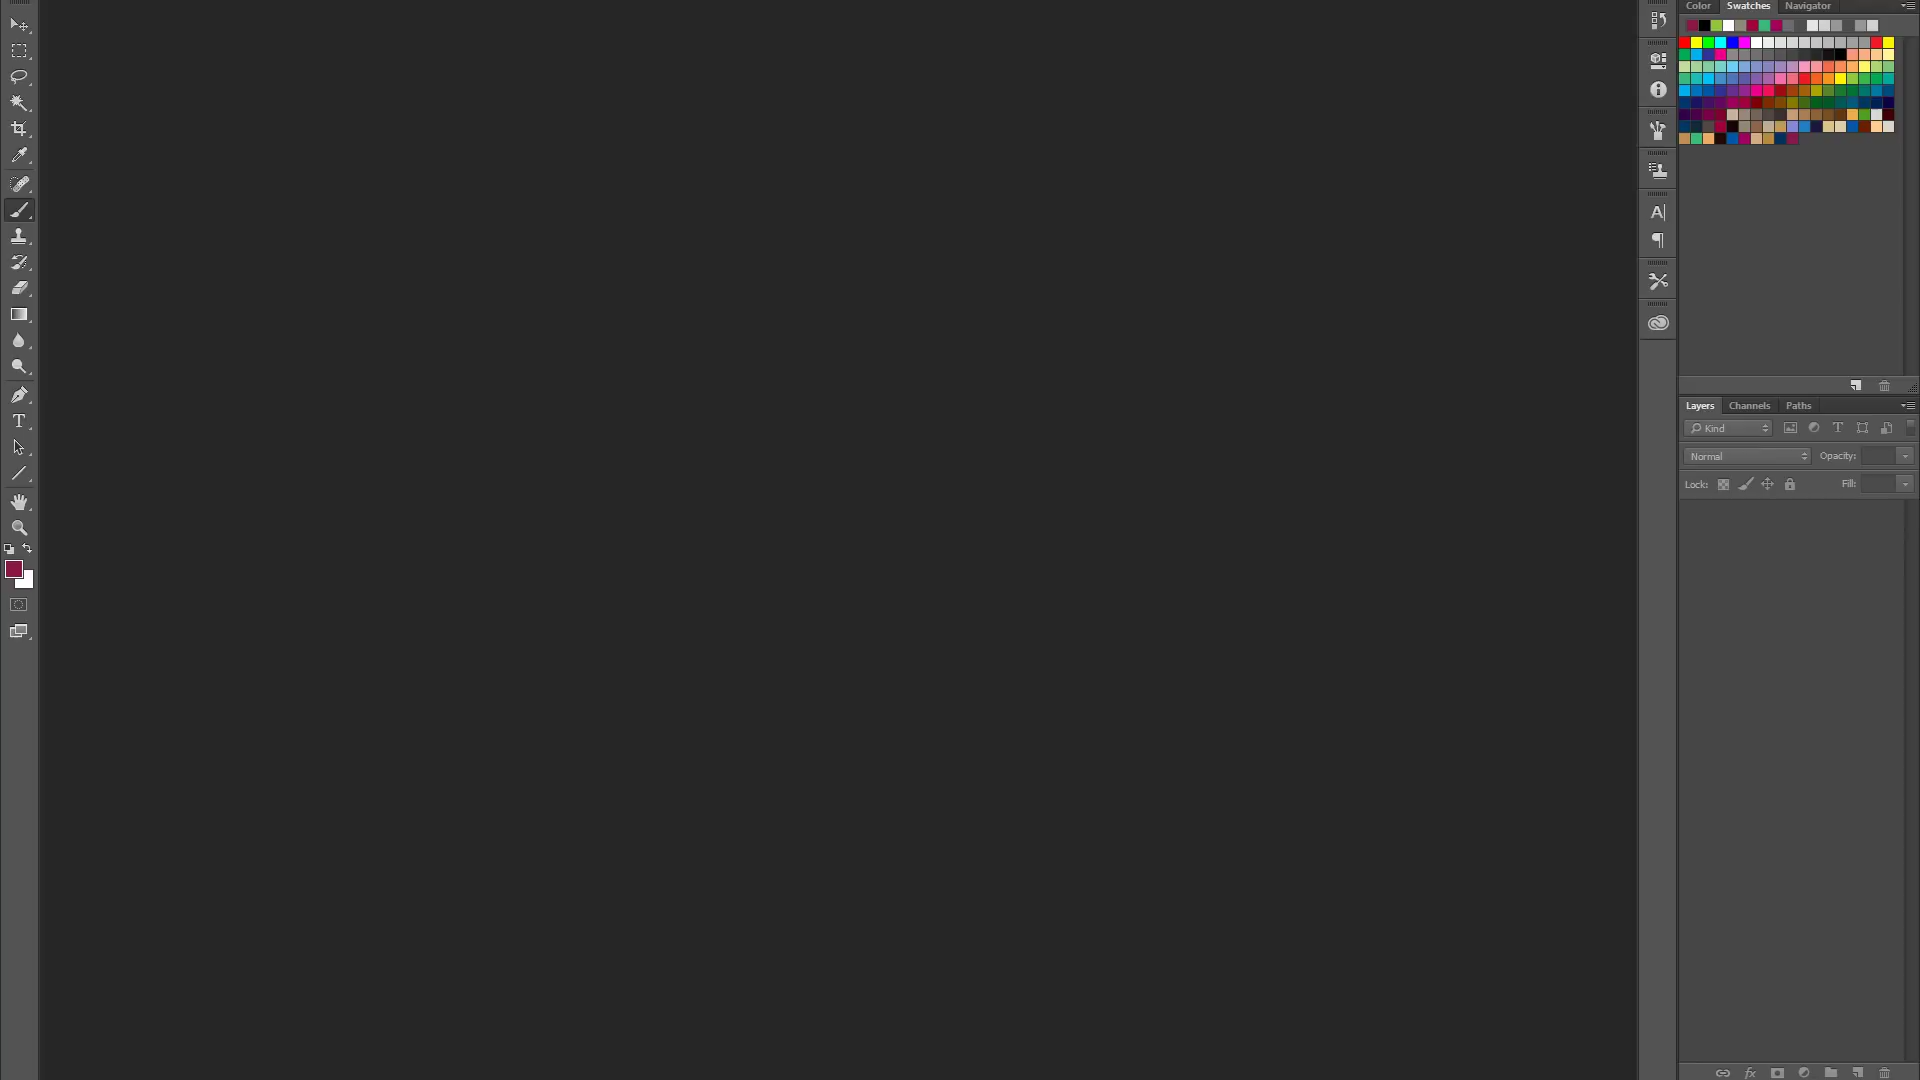 Color Swatches Navigator
Layers Channels Paths
Kind
Normal Opacity:
Lock: Fill: